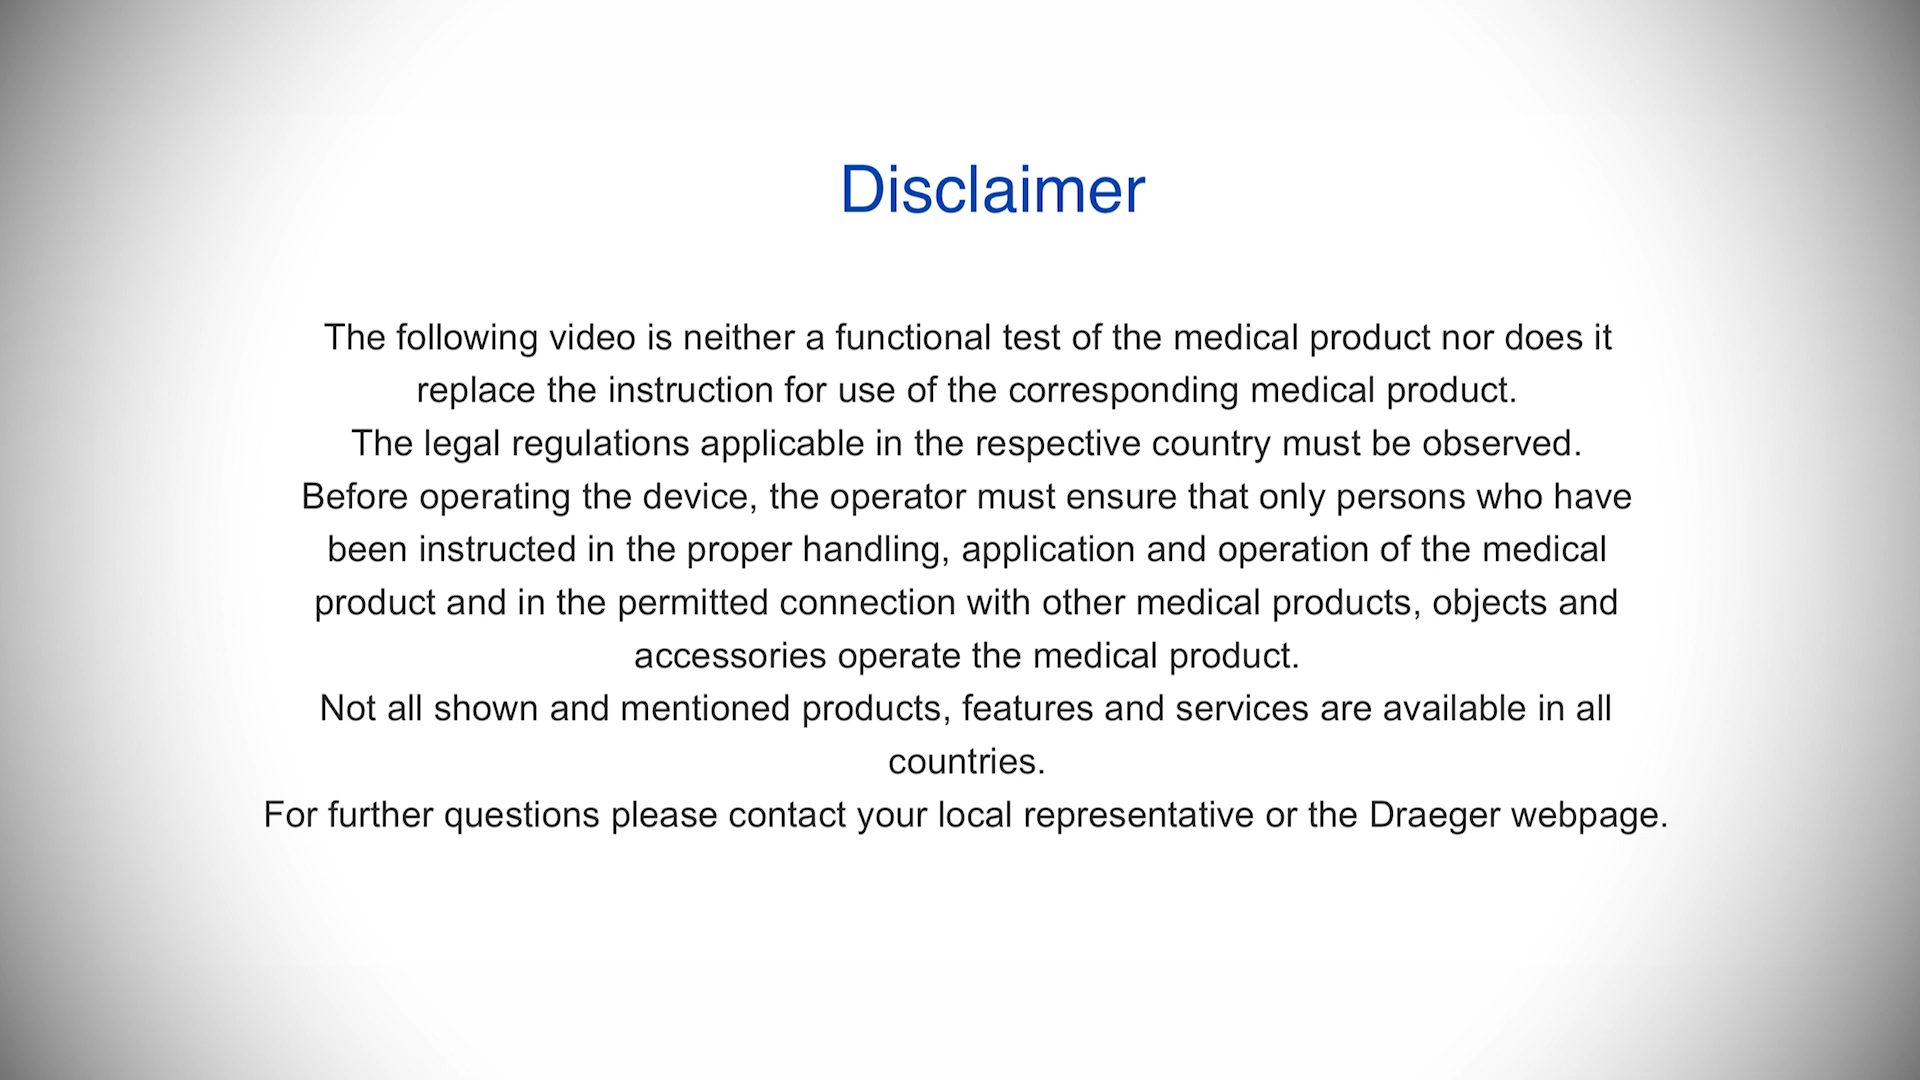 Disclaimer
The following video is neither a functional test of the medical product nor does it
replace the instruction for use of the corresponding medical product.
The legal regulations applicable in the respective country must be observed.
Before operating the device, the operator must ensure that only persons who have
been instructed in the proper handling, application and operation of the medical
product and in the permitted connection with other medical products, objects and
accessories operate the medical product.
Not all shown and mentioned products, features and services are available in all
countries.
For further questions please contact your local representative or the Draeger webpage.